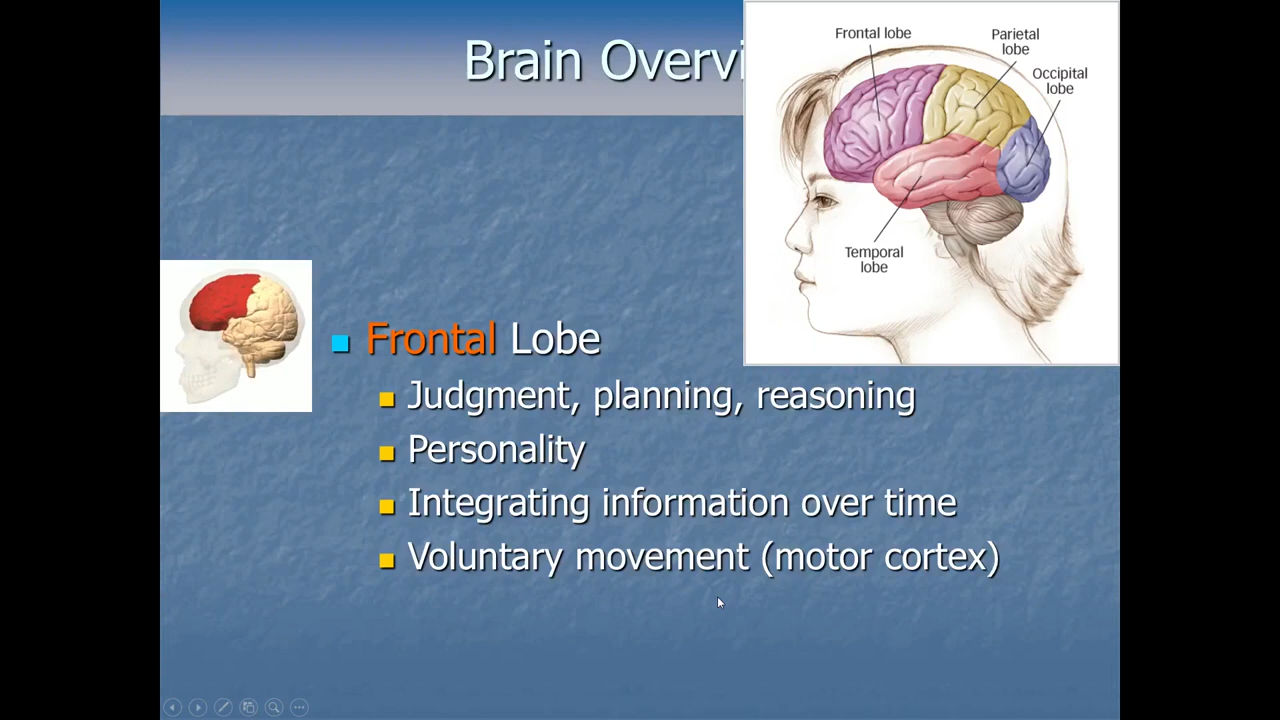 Brain Overvi
Frontal lobe
Parietal
lobe
Occipital
lobe
Temporal
lobe
Frontal Lobe
Judgment, planning, reasoning
Personality
Integrating information over time
Voluntary movement (motor cortex)